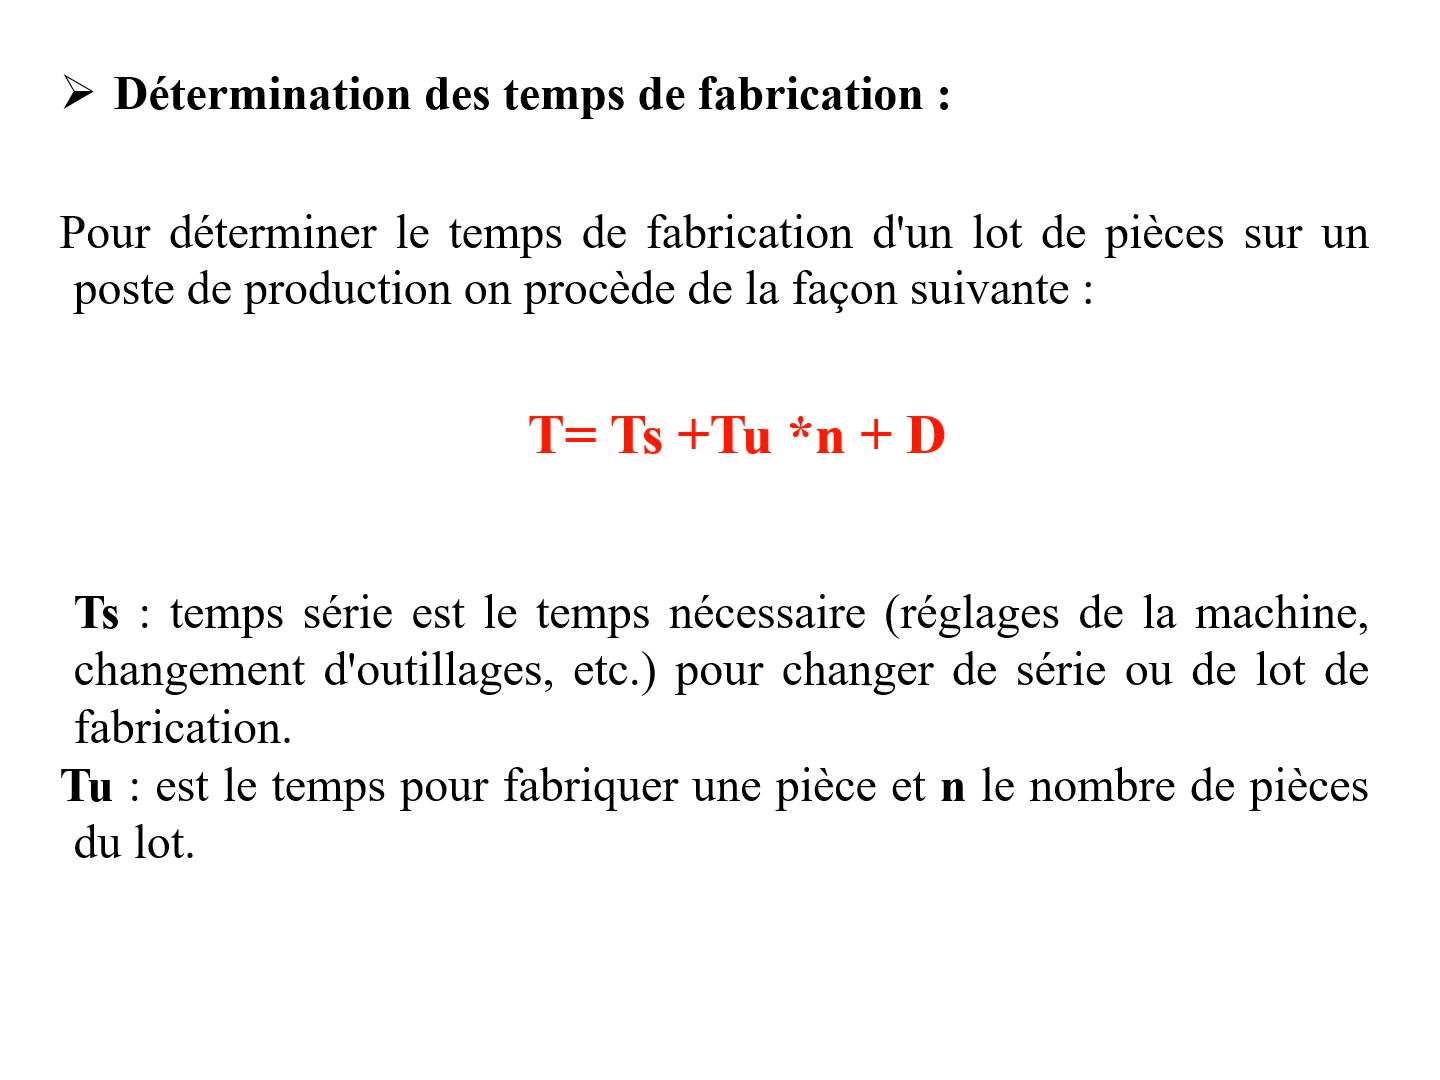 ➢ Détermination des temps de fabrication :
Pour déterminer le temps de fabrication d'un lot de pièces sur un
poste de production on procède de la façon suivante :
T= Ts +Tu *n + D
Ts : temps série est le temps nécessaire (réglages de la machine,
changement d'outillages, etc.) pour changer de série ou de lot de
fabrication.
Tu : est le temps pour fabriquer une pièce et n le nombre de pièces
du lot.